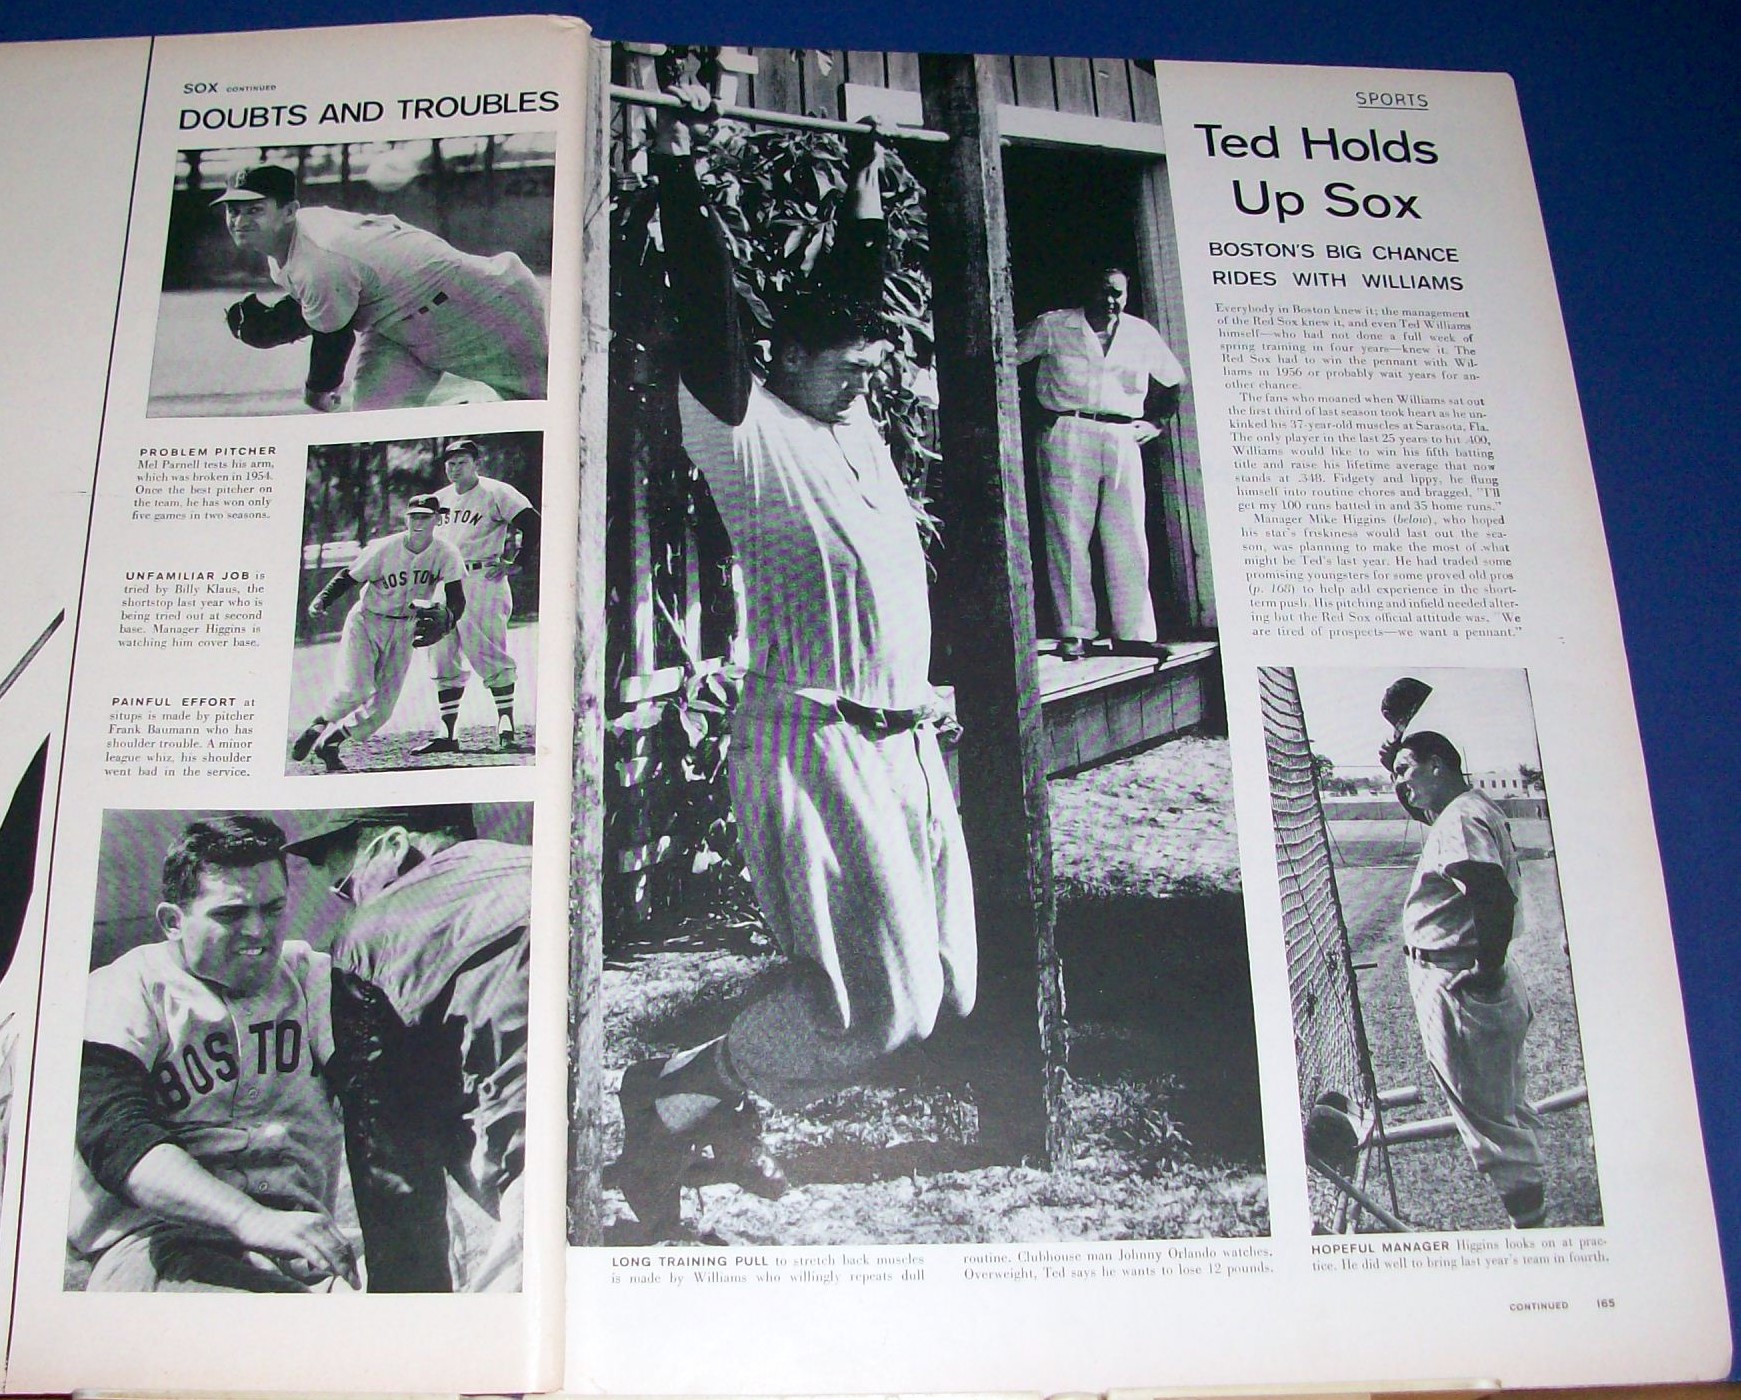 SOX CONTINUED
DOUBTS AND TROUBLES
PROBLEM PITCHER
Mel Parnell tests his arm,
which was broken in 1954.
Once the best pitcher on
the team, he has won only
five games in two seasons.
UNFAMILIAR JOB is
tried by Billy Klaus, the
shortstop last year who is
being tried out at second
base. Manager Higgins is
watching him cover base.
PAINFUL EFFORT at
situps is made by pitcher
Frank Baumann who has
shoulder trouble. A minor
league whiz, his shoulder
went bad in the service.
STON
BOSTON
BOSTON
LONG TRAINING PULL to stretch back muscles
is made by Williams who willingly repeats dull
routine. Clubhouse man Johnny Orlando watches.
Overweight, Ted says he wants to lose 12 pounds.
SPORTS
Ted Holds
Up Sox
BOSTON'S BIG CHANCE
RIDES WITH WILLIAMS
Everybody in Boston knew it; the management
of the Red Sox knew it, and even Ted Williams
himself—who had not done a full week of
spring training in four years—knew it. The
Red Sox had to win the pennant with Wil-
liams in 1956 or probably wait years for an-
other chance.
The fans who moaned when Williams sat out
the first third of last season took heart as he un-
kinked his 37-year-old muscles at Sarasota, Fla.
The only player in the last 25 years to hit .400,
Williams would like to win his fifth batting
title and raise his lifetime average that now
stands at .348. Fidgety and lippy, he flung
himself into routine chores and bragged, "I'll
get my 100 runs batted in and 35 home runs."
Manager Mike Higgins (below), who hoped
his star's friskiness would last out the sea-
son, was planning to make the most of what
might be Ted's last year. He had traded some
promising youngsters for some proved old pros
(p. 168) to help add experience in the short-
term push. His pitching and infield needed alter-
ing but the Red Sox official attitude was, "We
are tired of prospects—we want a pennant."
HOPEFUL MANAGER Higgins looks on at prac-
tice. He did well to bring last year's team in fourth.
CONTINUED 165